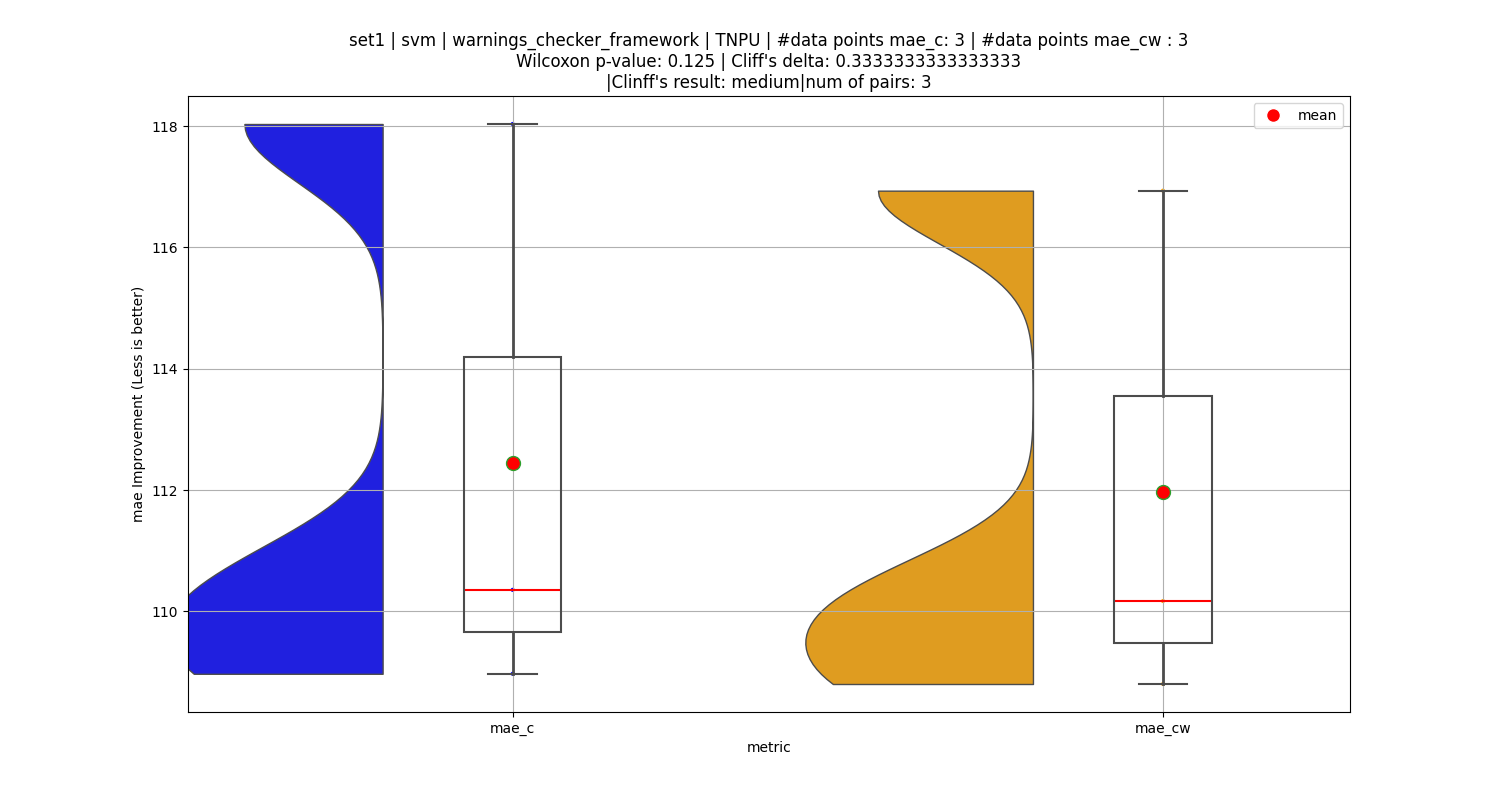 set1 | svm | warnings_checker_framework | TNPU | #data points mae_c: 3 | #data points mae_cw : 3
Wilcoxon p-value: 0.125 | Cliff's delta: 0.3333333333333333
|Clinff's result: medium|num of pairs: 3
mean
118
116
114
112
110
mae Improvement (Less is better)
mae_c
mae_cw
metric